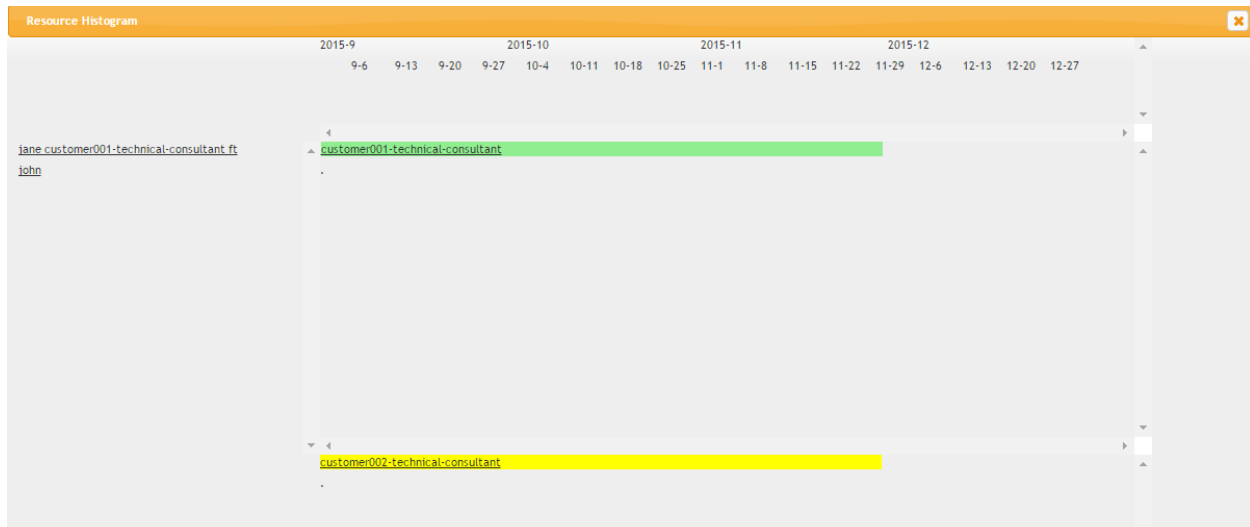 Resource Histogram
2015-9 2015-10 2015-11 2015-12
9-6 9-13 9-20 9-27 10-4 10-11 10-18 10-25 11-1 11-8 11-15 11-22 11-29 12-6 12-13 12-20 12-27
jane customer001-technical-consultant ft customer001-technical-consultant
john .
customer002-technical-consultant
.